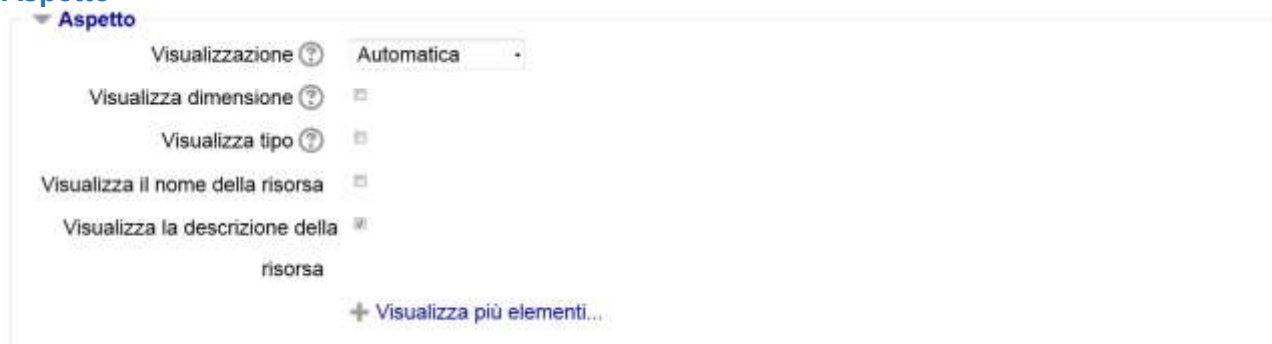 Aspetto
Aspetto
Visualizzazione
Automatica
Visualizza dimensione
Visualizza tipo
Visualizza il nome della risorsa
Visualizza la descrizione della
risorsa
Visualizza più elementi...